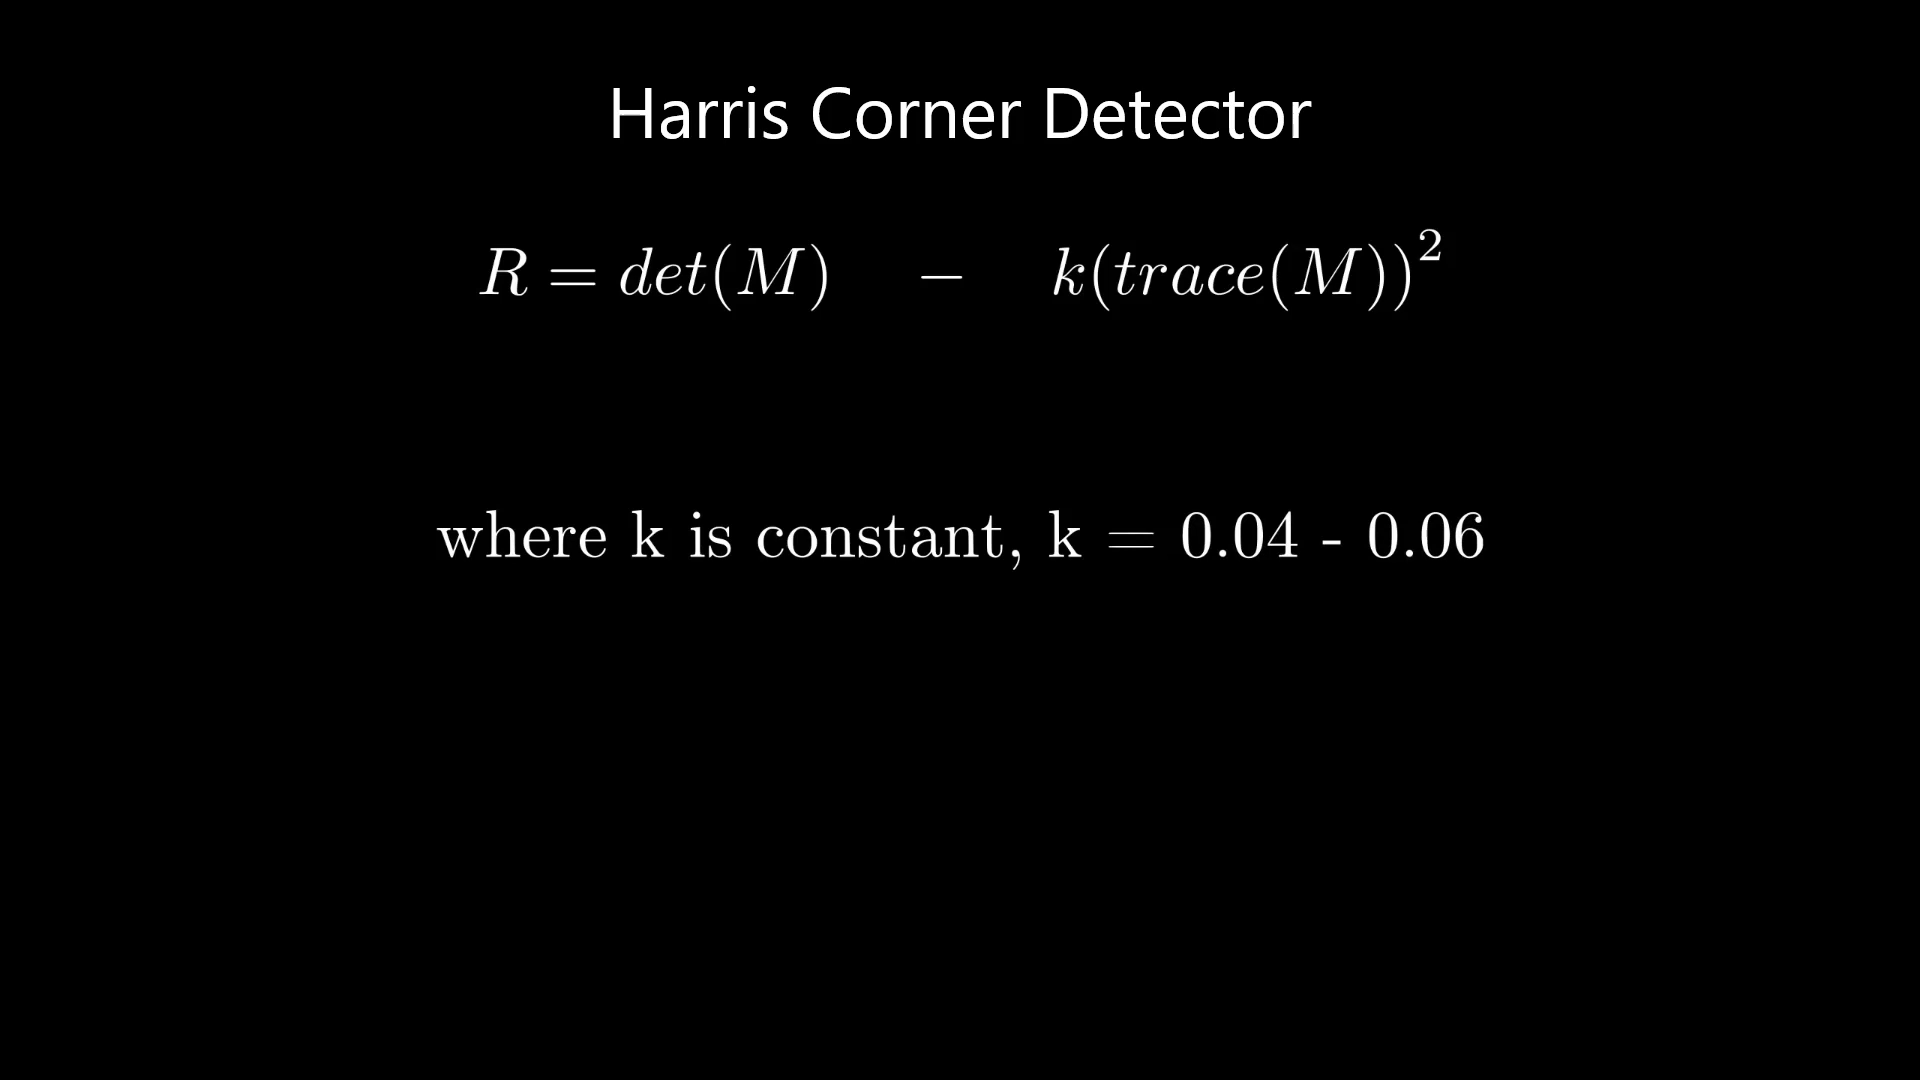 Harris Corner Detector
R = det(M) − k(trace(M))²
where k is constant, k = 0.04 - 0.06